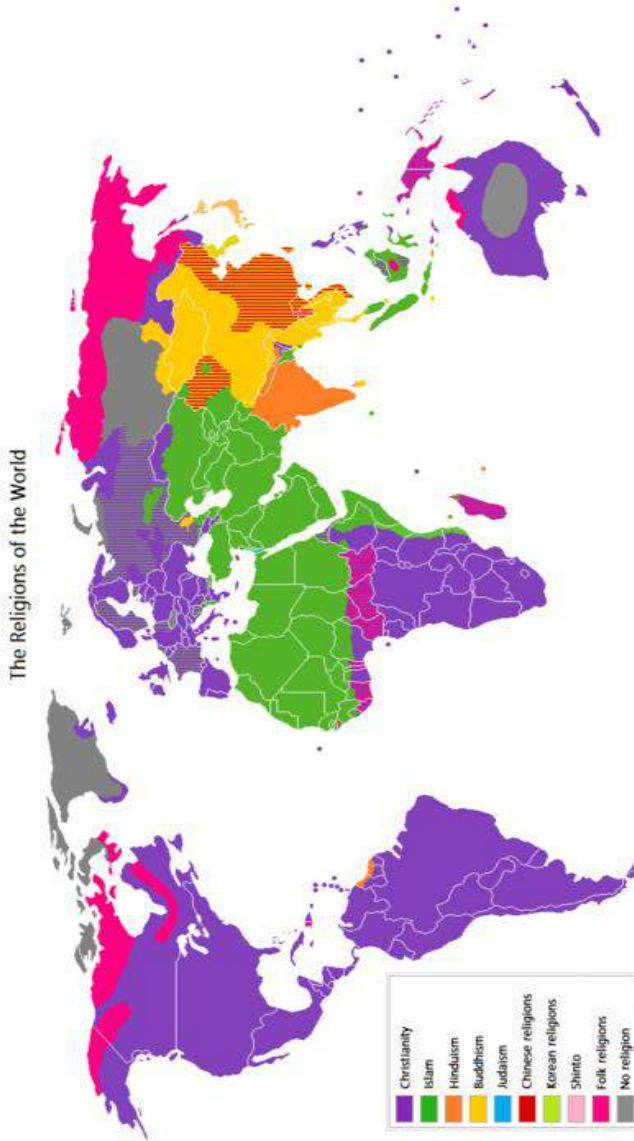 The Religions of the World
Christianity
Islam
Hinduism
Buddhism
Judaism
Chinese religions
Korean religions
Shinto
Folk religions
No religion